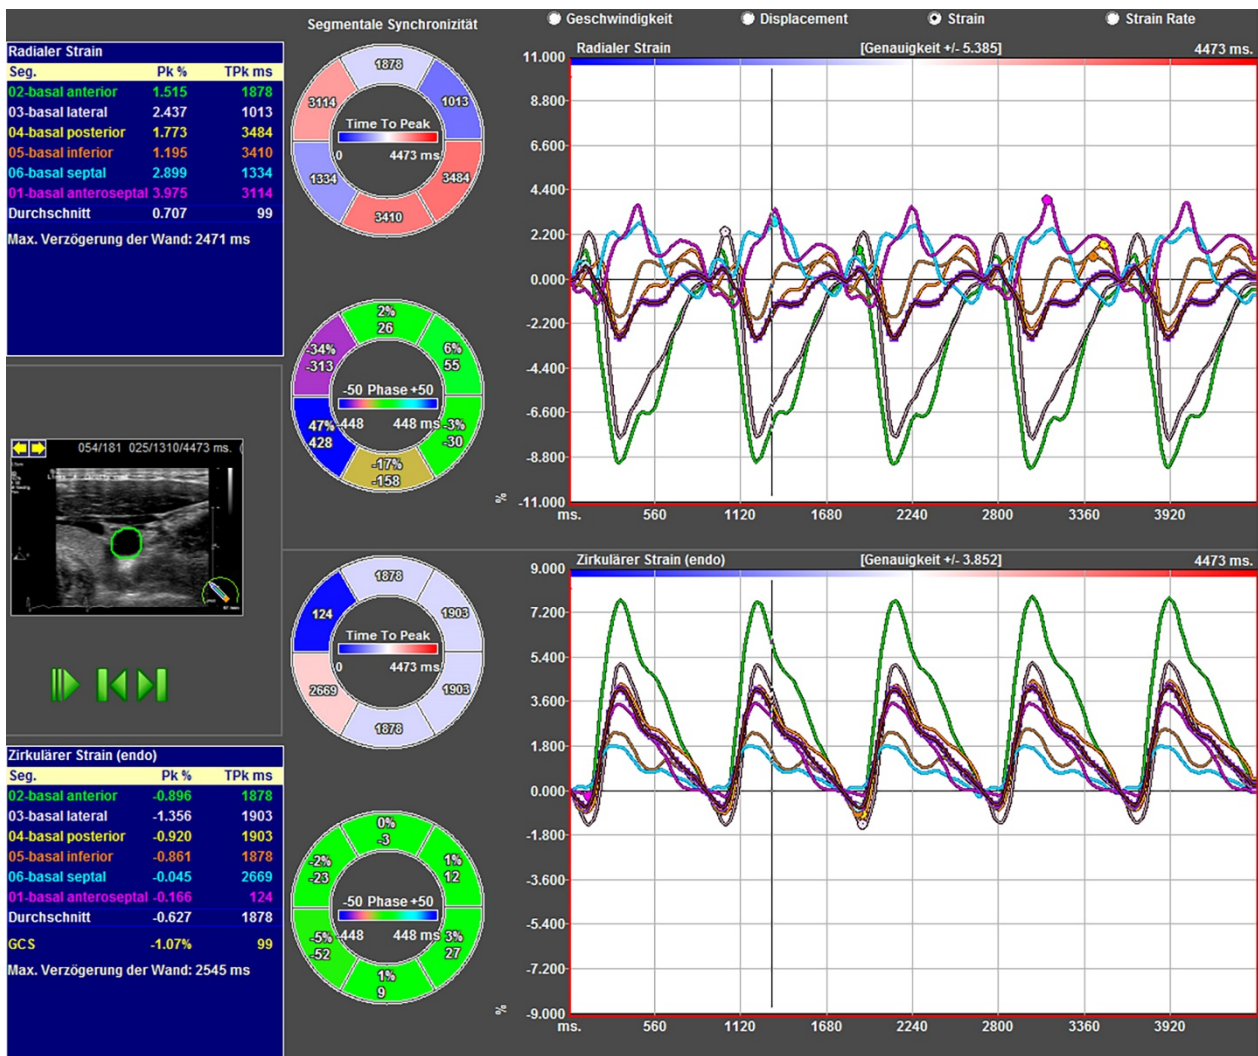 Segmentale Synchronizität
Geschwindigkeit Displacement Strain Strain Rate
Radialer Strain
Seg. Pk % TPk ms
02-basal anterior 1.515 1878
03-basal lateral 2.437 1013
04-basal posterior 1.773 3484
05-basal inferior 1.195 3410
06-basal septal 2.899 1334
01-basal anteroseptal 3.975 3114
Durchschnitt 0.707 99
Max. Verzögerung der Wand: 2471 ms
1878
3114
1013
Time To Peak
0 4473 ms
1334
3484
3410
2%
26
-34%
-313
6%
55
-50 Phase +50
-448 448 ms
47%
428
-3%
-30
-17%
-158
Radialer Strain [Genauigkeit +/- 5.385] 4473 ms.
11.000
8.800
6.600
4.400
2.200
0.000
-2.200
-4.400
-6.600
-8.800
-11.000
%
ms. 560 1120 1680 2240 2800 3360 3920
054/181 025/1310/4473 ms. (
1878
124
1903
Time To Peak
0 4473 ms
2669
1903
1878
0%
-3
-2%
-23
1%
12
-50 Phase +50
-448 448 ms
-5%
-52
3%
27
1%
9
Zirkulärer Strain (endo) [Genauigkeit +/- 3.852] 4473 ms.
9.000
7.200
5.400
3.600
1.800
0.000
-1.800
-3.600
-5.400
-7.200
-9.000
%
ms. 560 1120 1680 2240 2800 3360 3920
Zirkulärer Strain (endo)
Seg. Pk % TPk ms
02-basal anterior -0.896 1878
03-basal lateral -1.356 1903
04-basal posterior -0.920 1903
05-basal inferior -0.861 1878
06-basal septal -0.045 2669
01-basal anteroseptal -0.166 124
Durchschnitt -0.627 1878
GCS -1.07% 99
Max. Verzögerung der Wand: 2545 ms